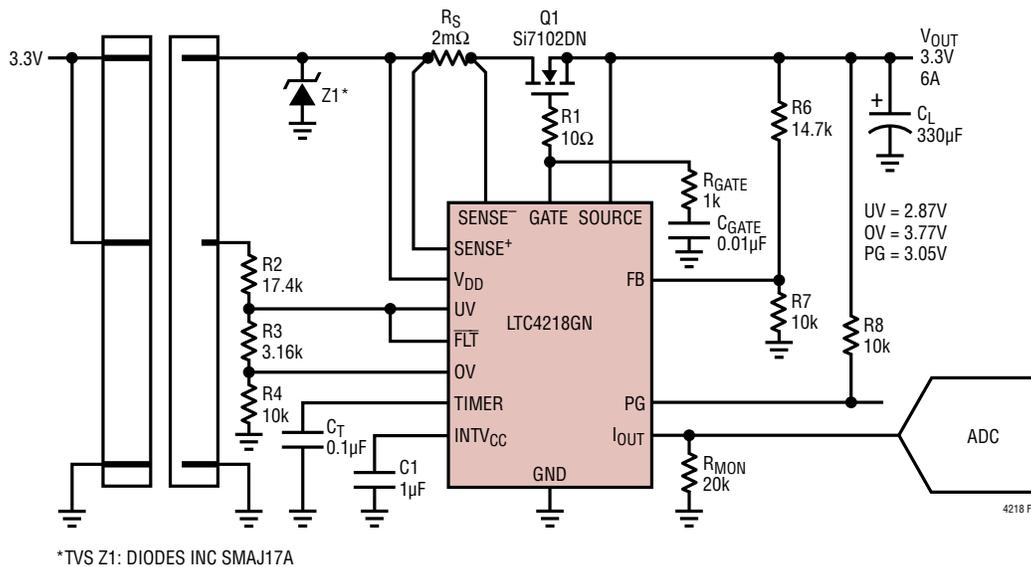 3.3V
Z1*
RS
2mΩ
Q1
Si7102DN
R1
10Ω
RGATE
1k
CGATE
0.01µF
R6
14.7k
VOUT
3.3V
6A
+
CL
330µF
UV = 2.87V
OV = 3.77V
PG = 3.05V
R2
17.4k
R3
3.16k
R4
10k
CT
0.1µF
C1
1µF
SENSE– GATE SOURCE
SENSE+
VDD
UV
FLT
OV
TIMER
INTVCC
LTC4218GN
FB
PG
IOUT
GND
R7
10k
R8
10k
RMON
20k
ADC
4218 F
*TVS Z1: DIODES INC SMAJ17A